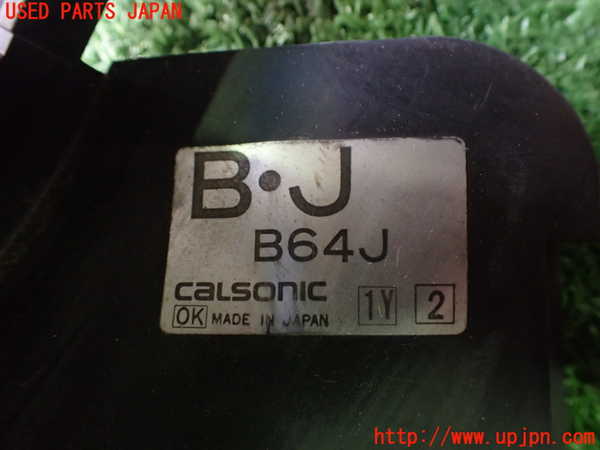 USED PARTS JAPAN
B·J
B64J
CALSONIC
OK MADE IN JAPAN 1Y 2
http://www.upjpn.com/